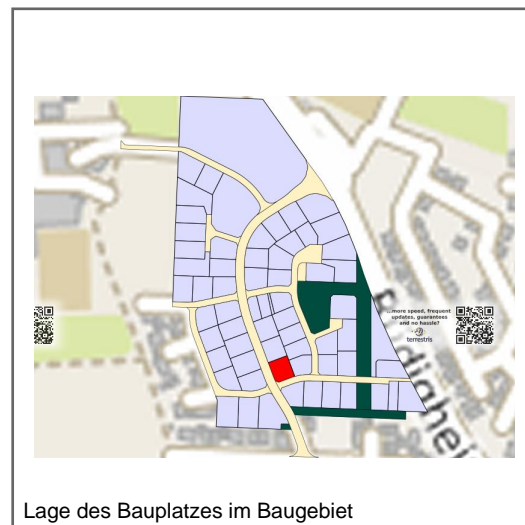 ...more speed, frequent
updates, guarantees
and no hassle?
terrestris
Lage des Bauplatzes im Baugebiet